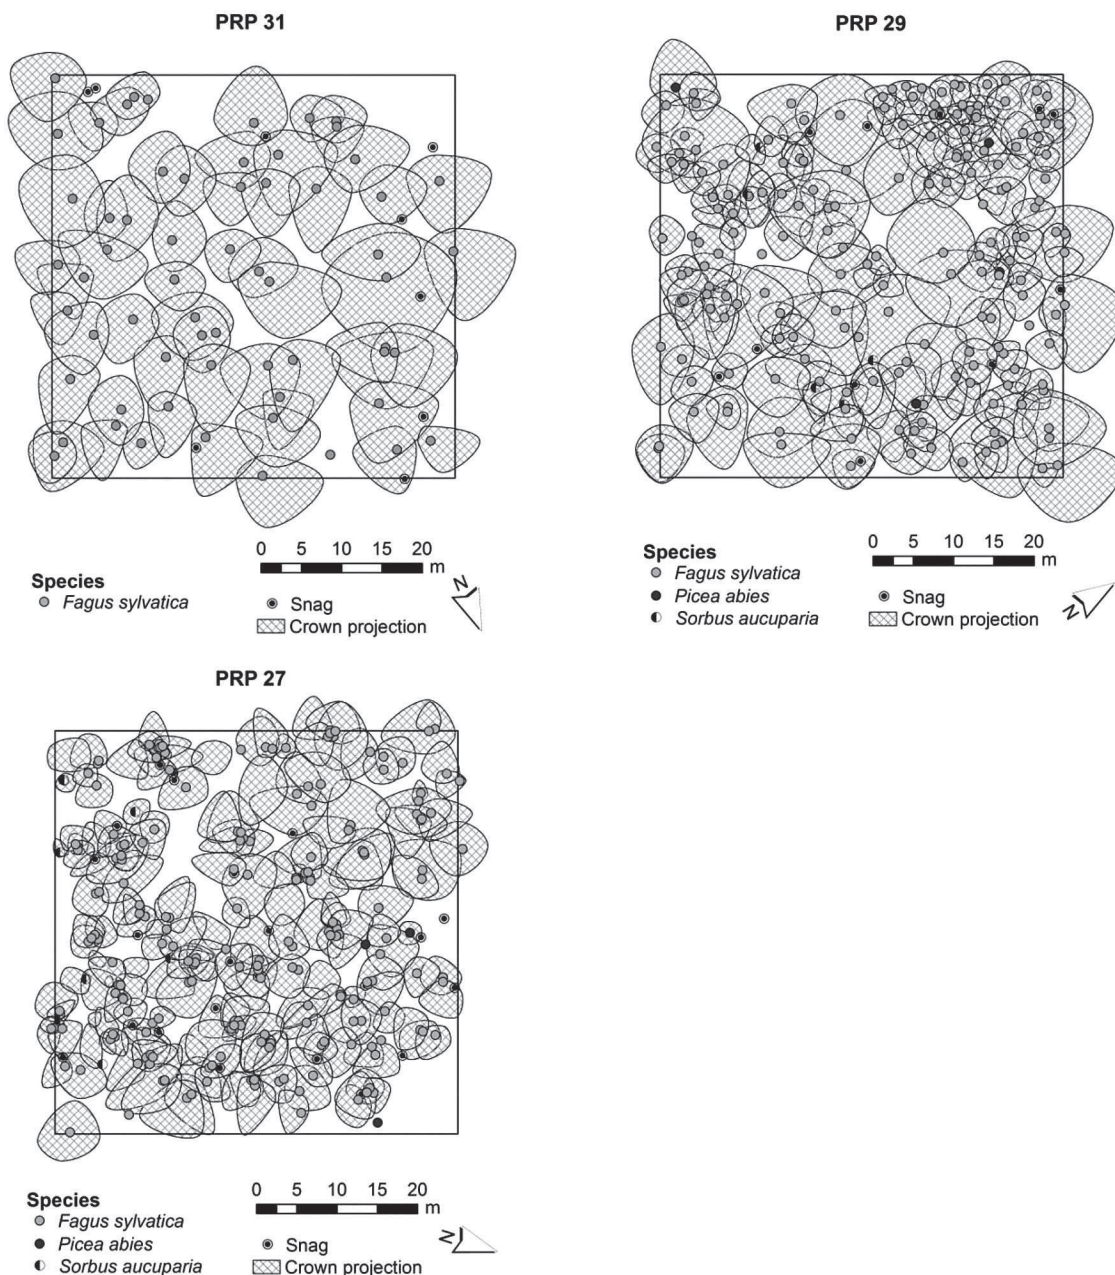 PRP 31
0 5 10 15 20
m
Species
Fagus sylvatica
Snag
Crown projection
N
PRP 29
0 5 10 15 20
m
Species
Fagus sylvatica
Picea abies
Sorbus aucuparia
Snag
Crown projection
N
PRP 27
0 5 10 15 20
m
Species
Fagus sylvatica
Picea abies
Sorbus aucuparia
Snag
Crown projection
N